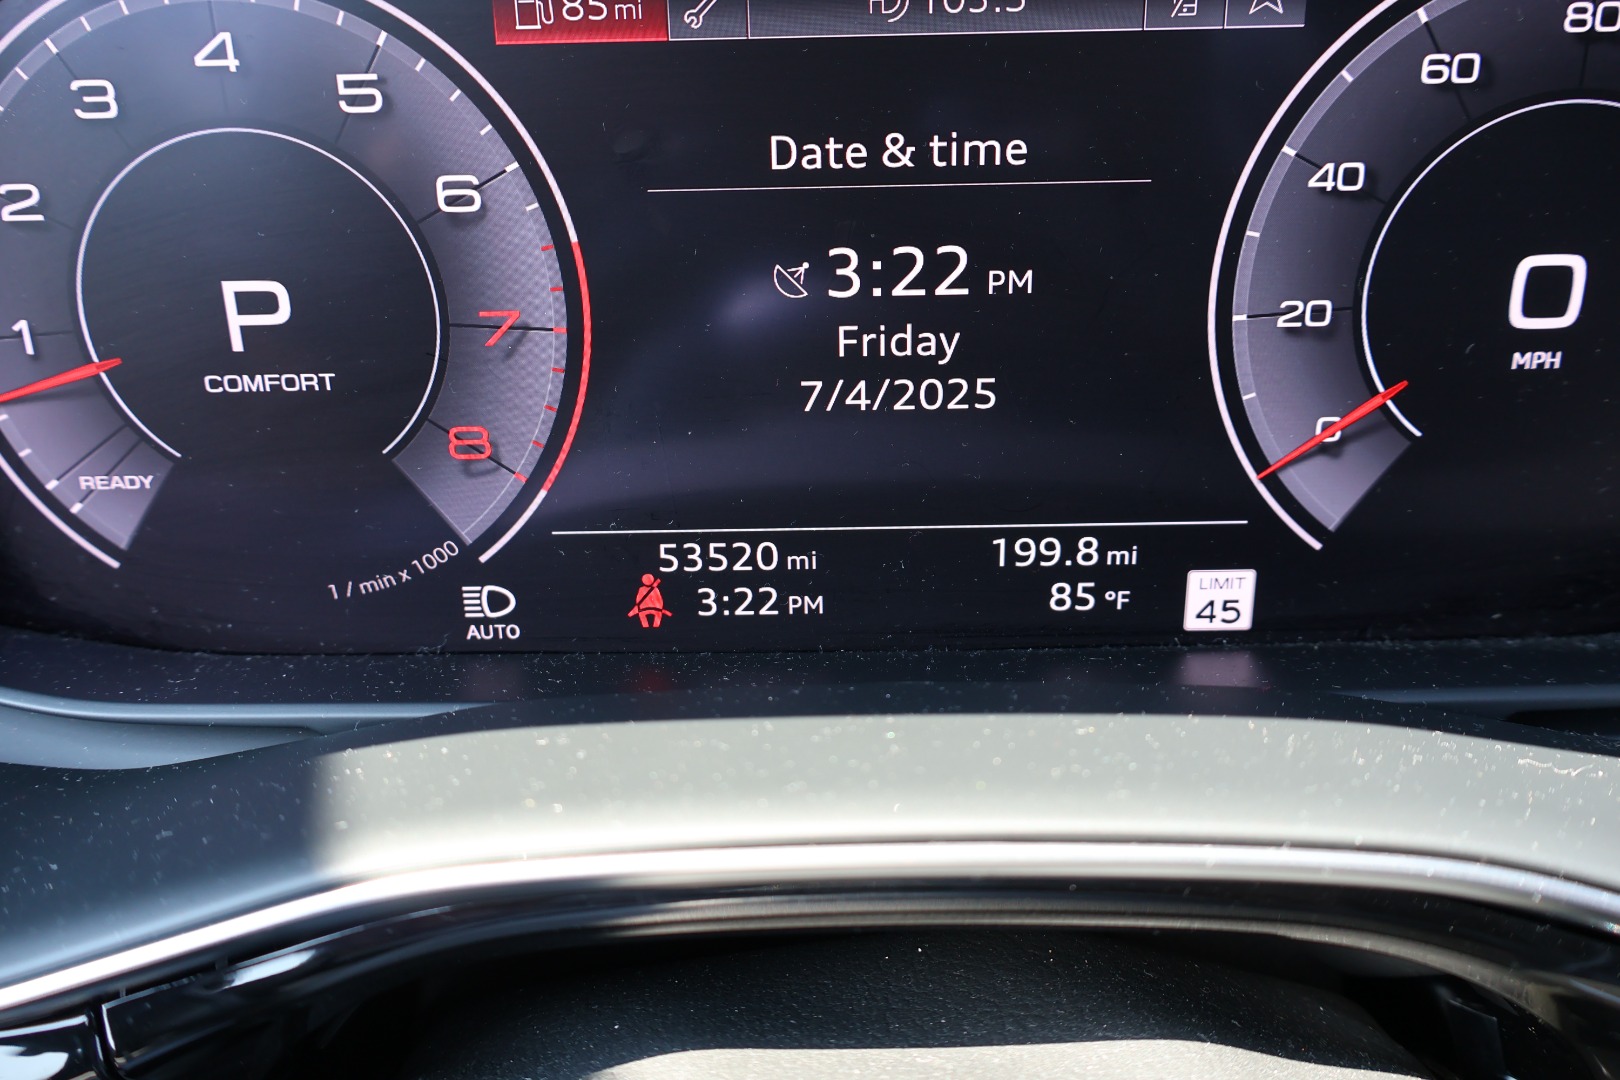 85 mi
103.5
Date & time
3:22 PM
Friday
7/4/2025
1
2
3
4
5
6
7
8
P
COMFORT
READY
1 / min x 1000
0
20
40
60
80
0
MPH
53520 mi
199.8 mi
AUTO
3:22 PM
85 °F
LIMIT
45